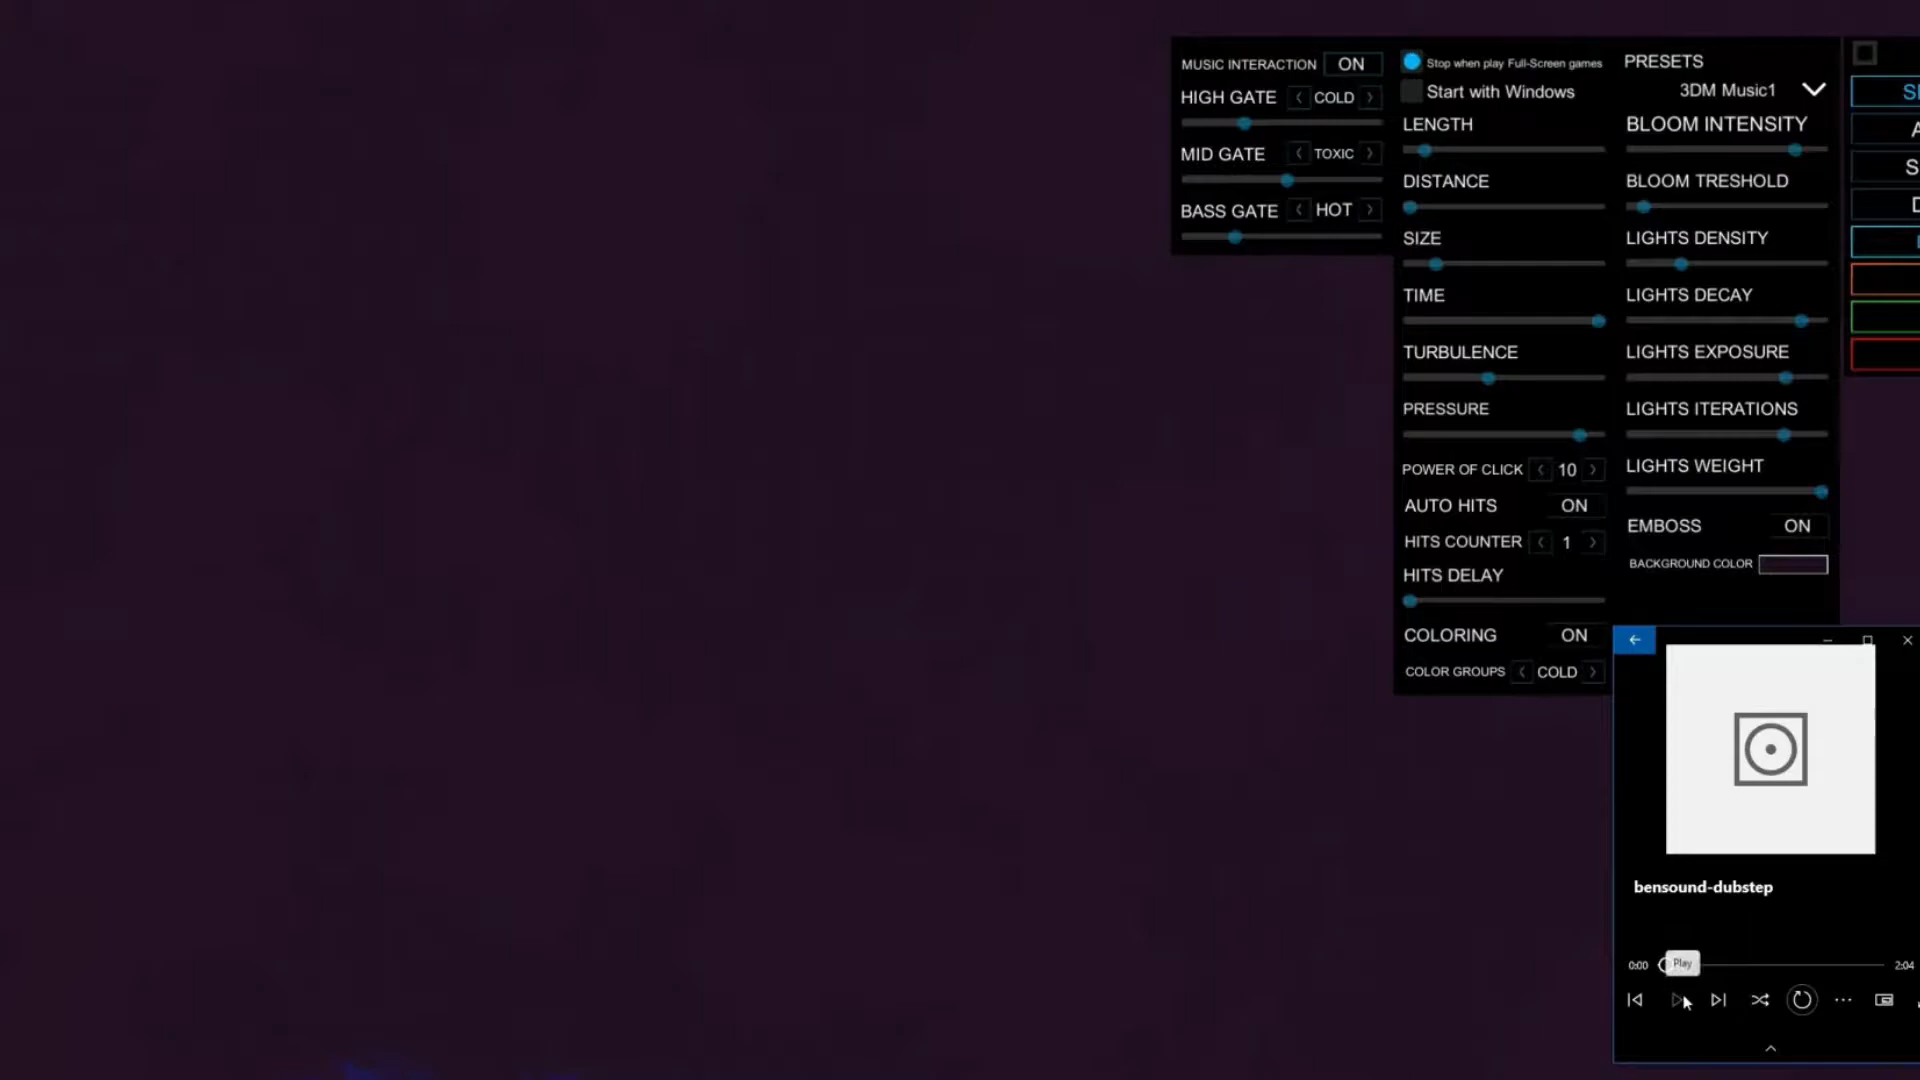 MUSIC INTERACTION ON
HIGH GATE < COLD >
MID GATE < TOXIC >
BASS GATE < HOT >
Stop when play Full-Screen games
Start with Windows
LENGTH
DISTANCE
SIZE
TIME
TURBULENCE
PRESSURE
POWER OF CLICK < 10 >
AUTO HITS ON
HITS COUNTER < 1 >
HITS DELAY
COLORING ON
COLOR GROUPS < COLD >
PRESETS
3DM Music1
BLOOM INTENSITY
BLOOM TRESHOLD
LIGHTS DENSITY
LIGHTS DECAY
LIGHTS EXPOSURE
LIGHTS ITERATIONS
LIGHTS WEIGHT
EMBOSS ON
BACKGROUND COLOR
bensound-dubstep
0:00 Play 2:04